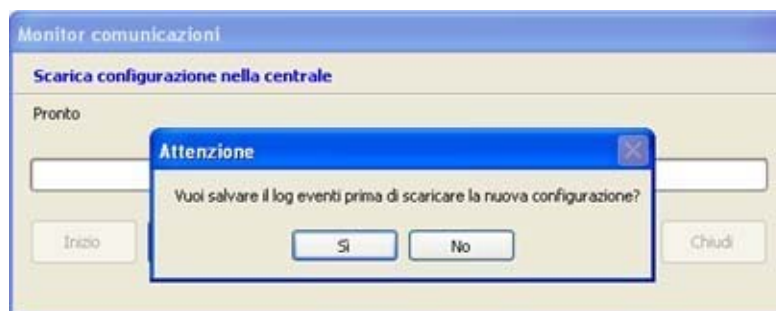 Monitor comunicazioni
Scarica configurazione nella centrale
Pronto
Attenzione
Vuoi salvare il log eventi prima di scaricare la nuova configurazione?
Inizio
Sì
No
Chiudi